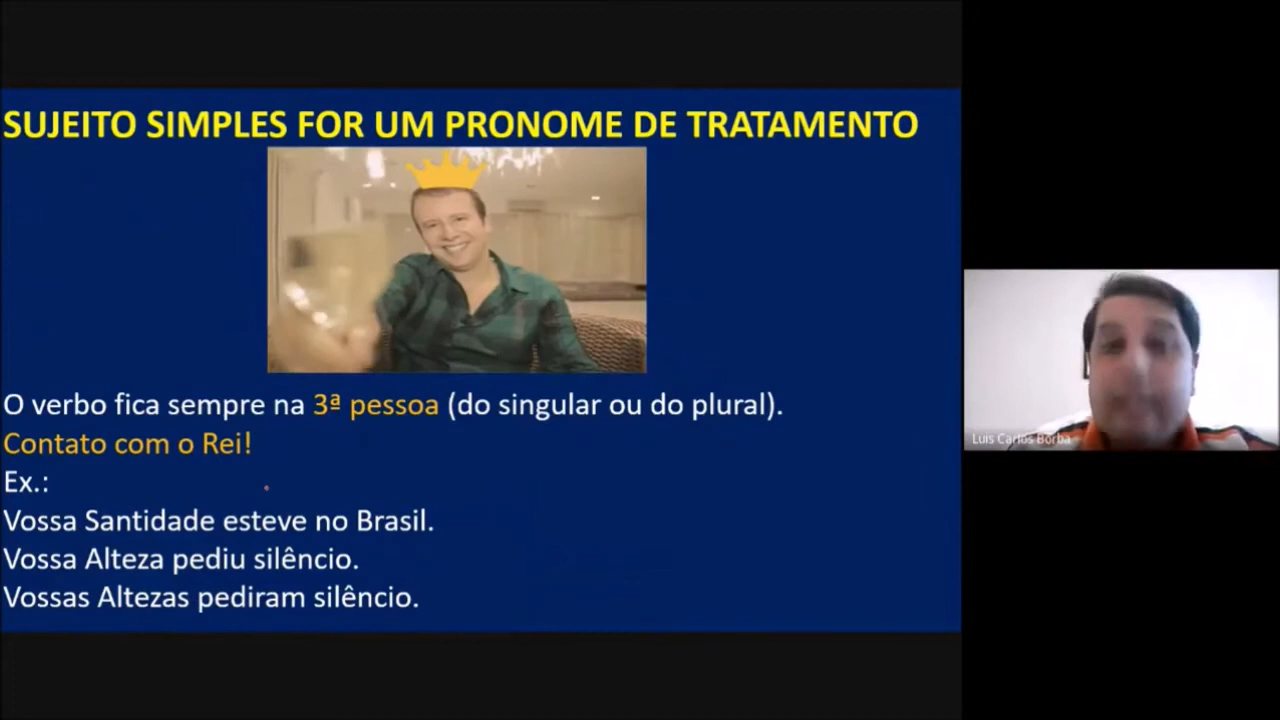 SUJEITO SIMPLES FOR UM PRONOME DE TRATAMENTO
O verbo fica sempre na 3ª pessoa (do singular ou do plural).
Contato com o Rei!
Ex.:
Vossa Santidade esteve no Brasil.
Vossa Alteza pediu silêncio.
Vossas Altezas pediram silêncio.
Luis Carlos Borba